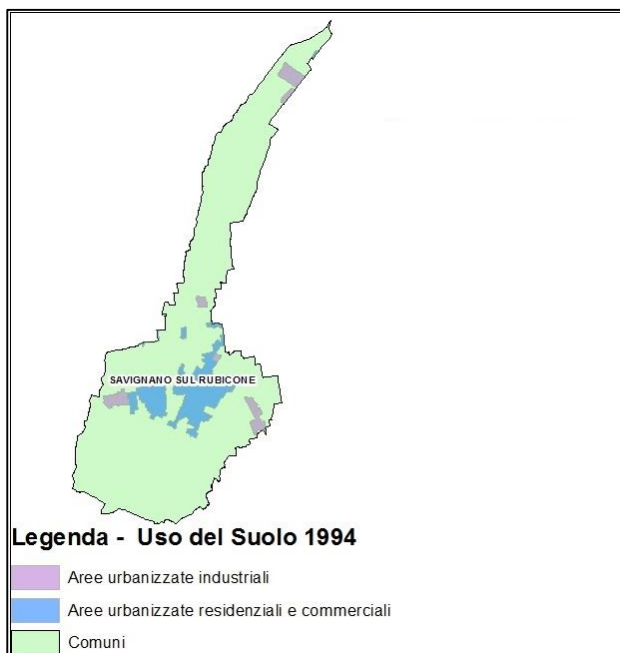 SAVIGNANO SUL RUBICONE
Legenda - Uso del Suolo 1994
Aree urbanizzate industriali
Aree urbanizzate residenziali e commerciali
Comuni